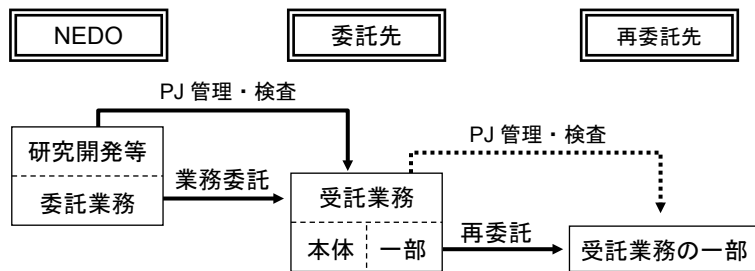 NEDO
委託先
再委託先
PJ 管理・検査
PJ 管理・検査
研究開発等
委託業務
業務委託
受託業務
本体
一部
再委託
受託業務の一部